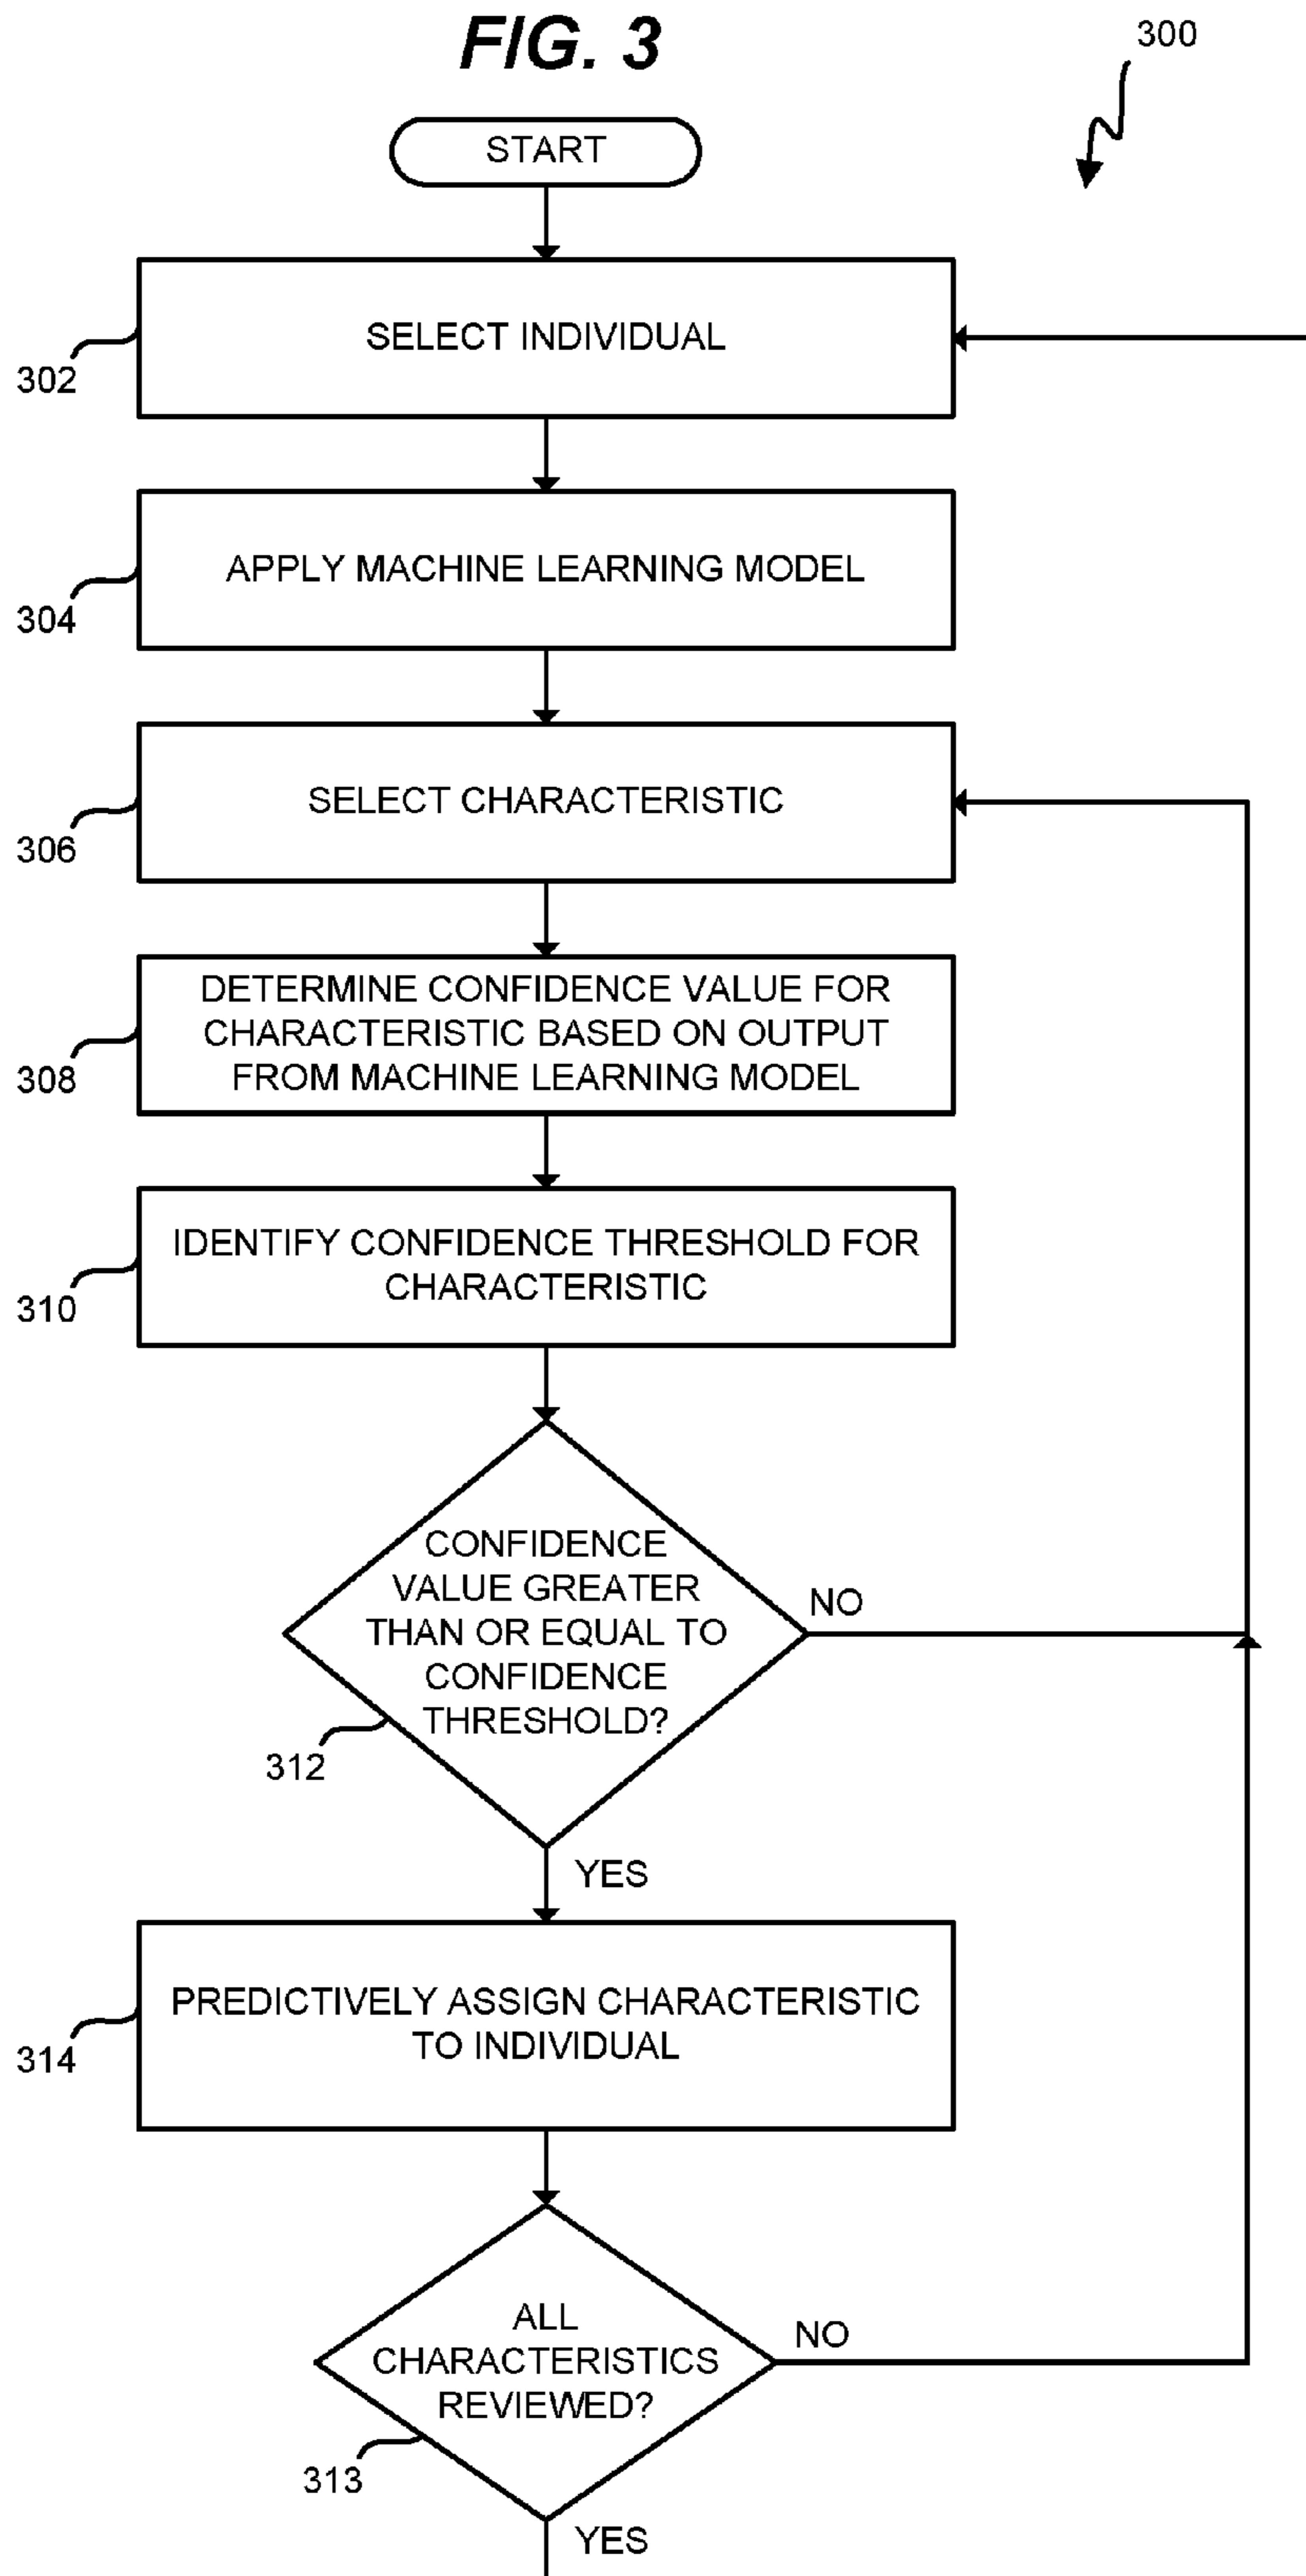 FIG. 3
300
START
SELECT INDIVIDUAL
302
APPLY MACHINE LEARNING MODEL
304
SELECT CHARACTERISTIC
306
DETERMINE CONFIDENCE VALUE FOR
CHARACTERISTIC BASED ON OUTPUT
FROM MACHINE LEARNING MODEL
308
IDENTIFY CONFIDENCE THRESHOLD FOR
CHARACTERISTIC
310
CONFIDENCE
VALUE GREATER
THAN OR EQUAL TO
CONFIDENCE
THRESHOLD?
NO
312
YES
PREDICTIVELY ASSIGN CHARACTERISTIC
TO INDIVIDUAL
314
ALL
CHARACTERISTICS
REVIEWED?
NO
313
YES